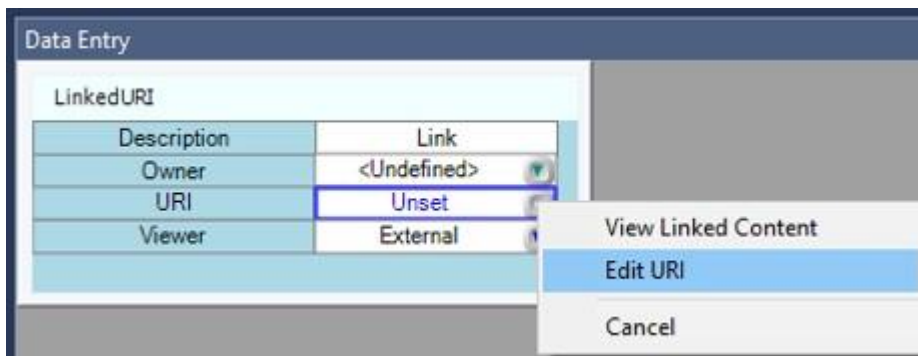 Data Entry
LinkedURI
Description Link
Owner <Undefined>
URI Unset
Viewer External
View Linked Content
Edit URI
Cancel